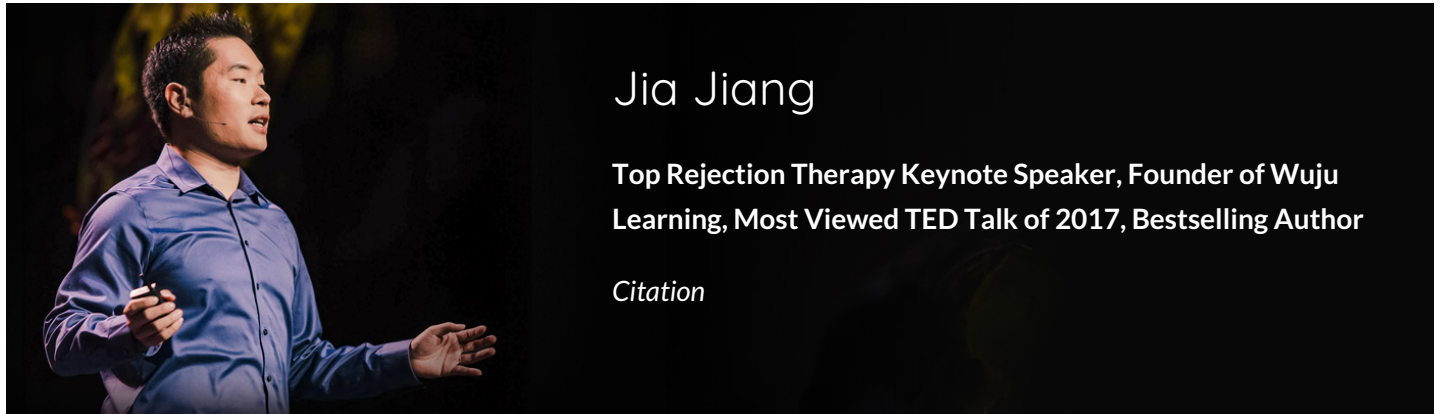 Jia Jiang
Top Rejection Therapy Keynote Speaker, Founder of Wuju
Learning, Most Viewed TED Talk of 2017, Bestselling Author
Citation